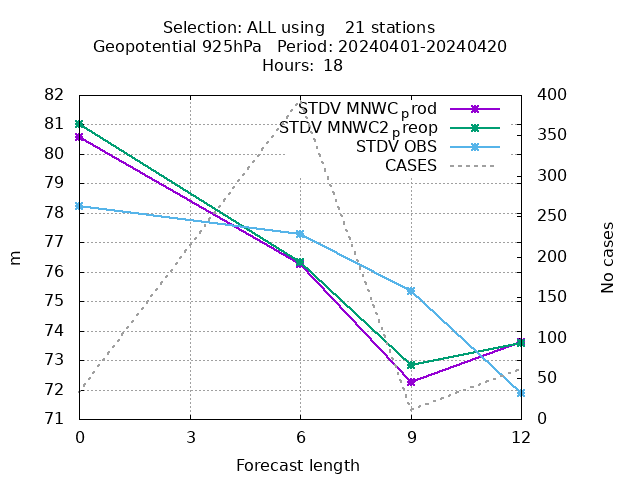 Selection: ALL using    21 stations
Geopotential 925hPa   Period: 20240401-20240420
Hours: 18
STDV MNWC_prod
STDV MNWC2_preop
STDV OBS
CASES
82
81
80
79
78
77
76
75
74
73
72
71
400
350
300
250
200
150
100
50
0
m
No cases
0 3 6 9 12
Forecast length